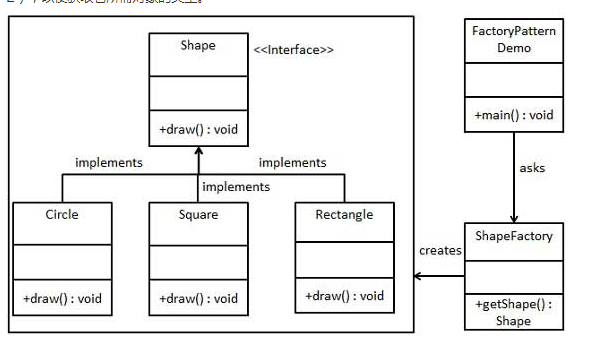 Shape
<<Interface>>
+draw() : void
implements
implements
implements
Circle
+draw() : void
Square
+draw() : void
Rectangle
+draw() : void
FactoryPattern
Demo
+main() : void
asks
creates
ShapeFactory
+getShape() :
Shape